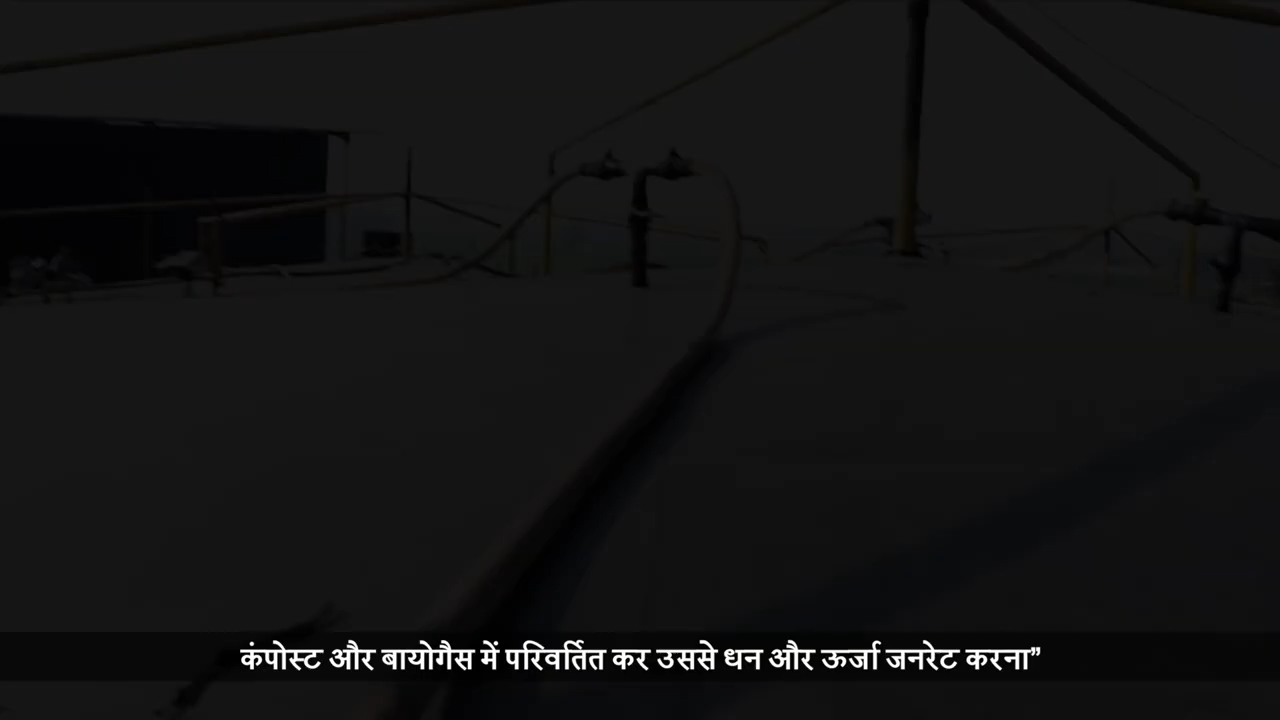 कंपोस्ट और बायोगैस में परिवर्तित कर उससे धन और ऊर्जा जनरेट करना”